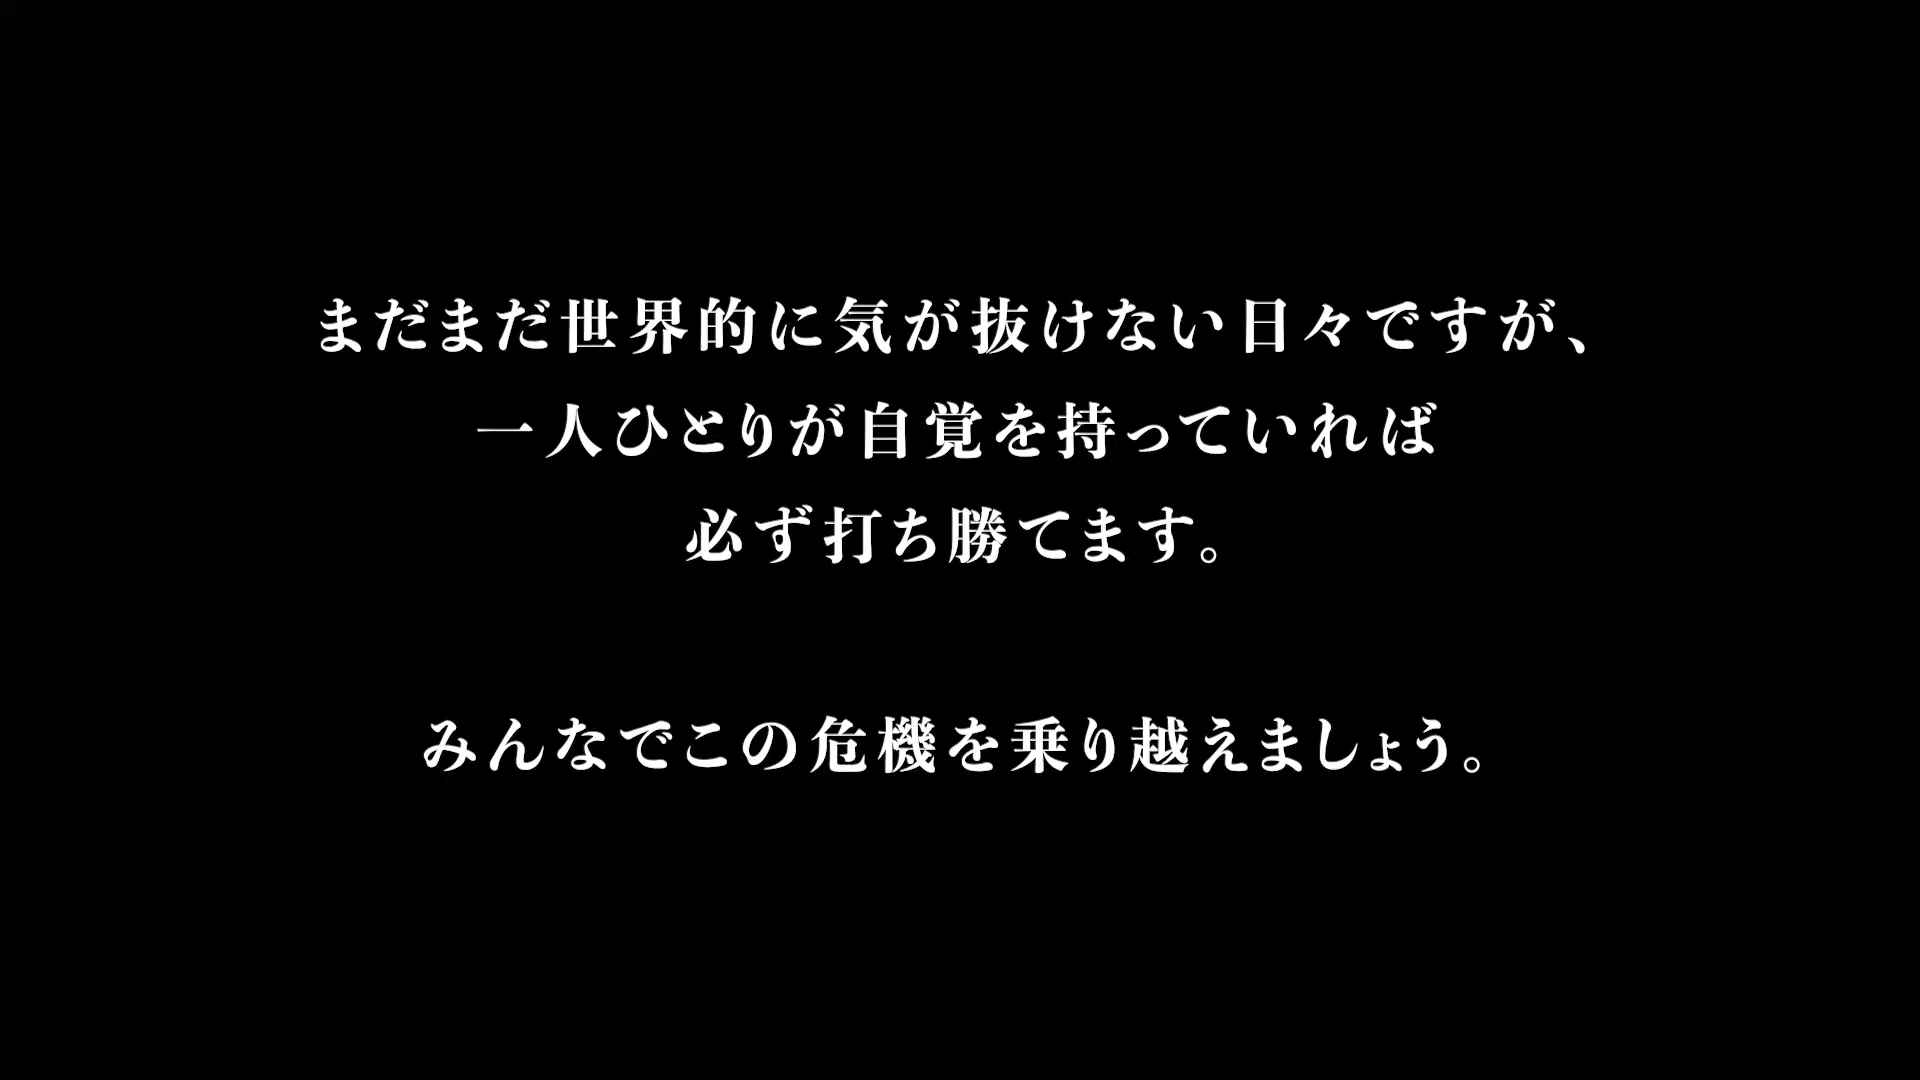 まだまだ世界的に気が抜けない日々ですが、
一人ひとりが自覚を持っていれば
必ず打ち勝てます。
みんなでこの危機を乗り越えましょう。